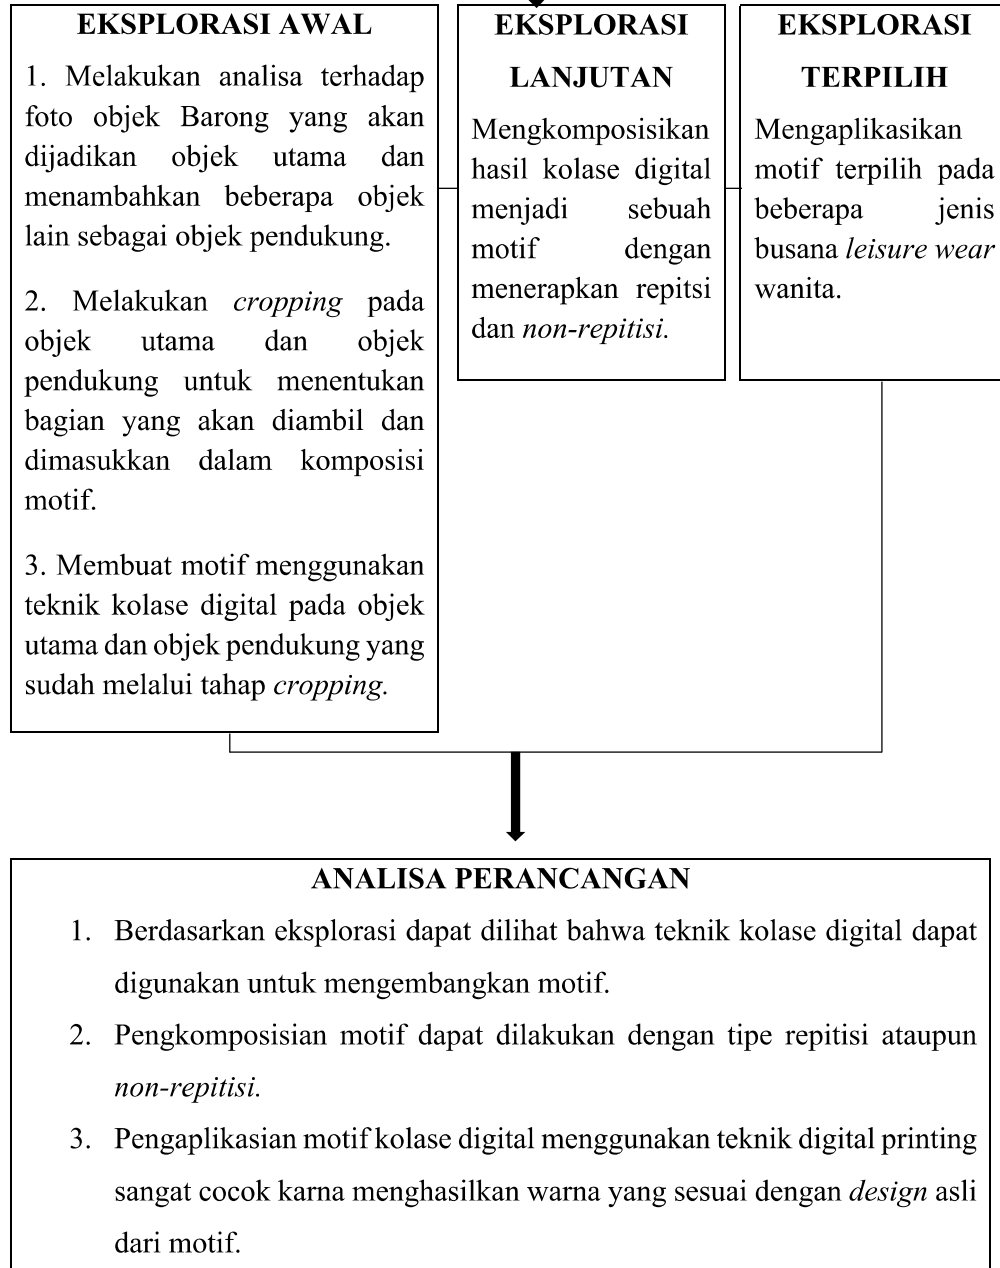 EKSPLORASI AWAL
1. Melakukan analisa terhadap
foto objek Barong yang akan
dijadikan objek utama dan
menambahkan beberapa objek
lain sebagai objek pendukung.
2. Melakukan cropping pada
objek utama dan objek
pendukung untuk menentukan
bagian yang akan diambil dan
dimasukkan dalam komposisi
motif.
3. Membuat motif menggunakan
teknik kolase digital pada objek
utama dan objek pendukung yang
sudah melalui tahap cropping.
EKSPLORASI
LANJUTAN
Mengkomposisikan
hasil kolase digital
menjadi sebuah
motif dengan
menerapkan repitsi
dan non-repitisi.
EKSPLORASI
TERPILIH
Mengaplikasikan
motif terpilih pada
beberapa jenis
busana leisure wear
wanita.
ANALISA PERANCANGAN
1. Berdasarkan eksplorasi dapat dilihat bahwa teknik kolase digital dapat
digunakan untuk mengembangkan motif.
2. Pengkomposisian motif dapat dilakukan dengan tipe repitisi ataupun
non-repitisi.
3. Pengaplikasian motif kolase digital menggunakan teknik digital printing
sangat cocok karna menghasilkan warna yang sesuai dengan design asli
dari motif.